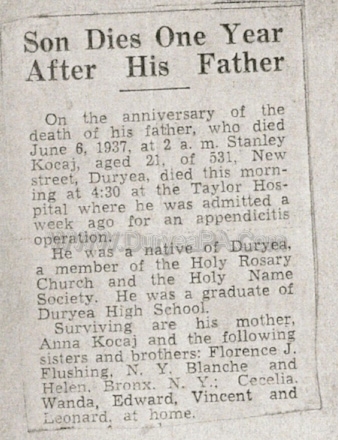 Son Dies One Year
After His Father
On the anniversary of the
death of his father, who died
June 6, 1937, at 2 a. m. Stanley
Kocaj, aged 21, of 531, New
street, Duryea, died this morn-
ing at 4:30 at the Taylor Hos-
pital where he was admitted a
week ago for an appendicitis
operation.
He was a native of Duryea,
a member of the Holy Rosary
Church and the Holy Name
Society. He was a graduate of
Duryea High School.
Surviving are his mother,
Anna Kocaj and the following
sisters and brothers: Florence J.
Flushing, N. Y. Blanche and
Helen, Bronx, N. Y.; Cecelia,
Wanda, Edward, Vincent and
Leonard, at home.